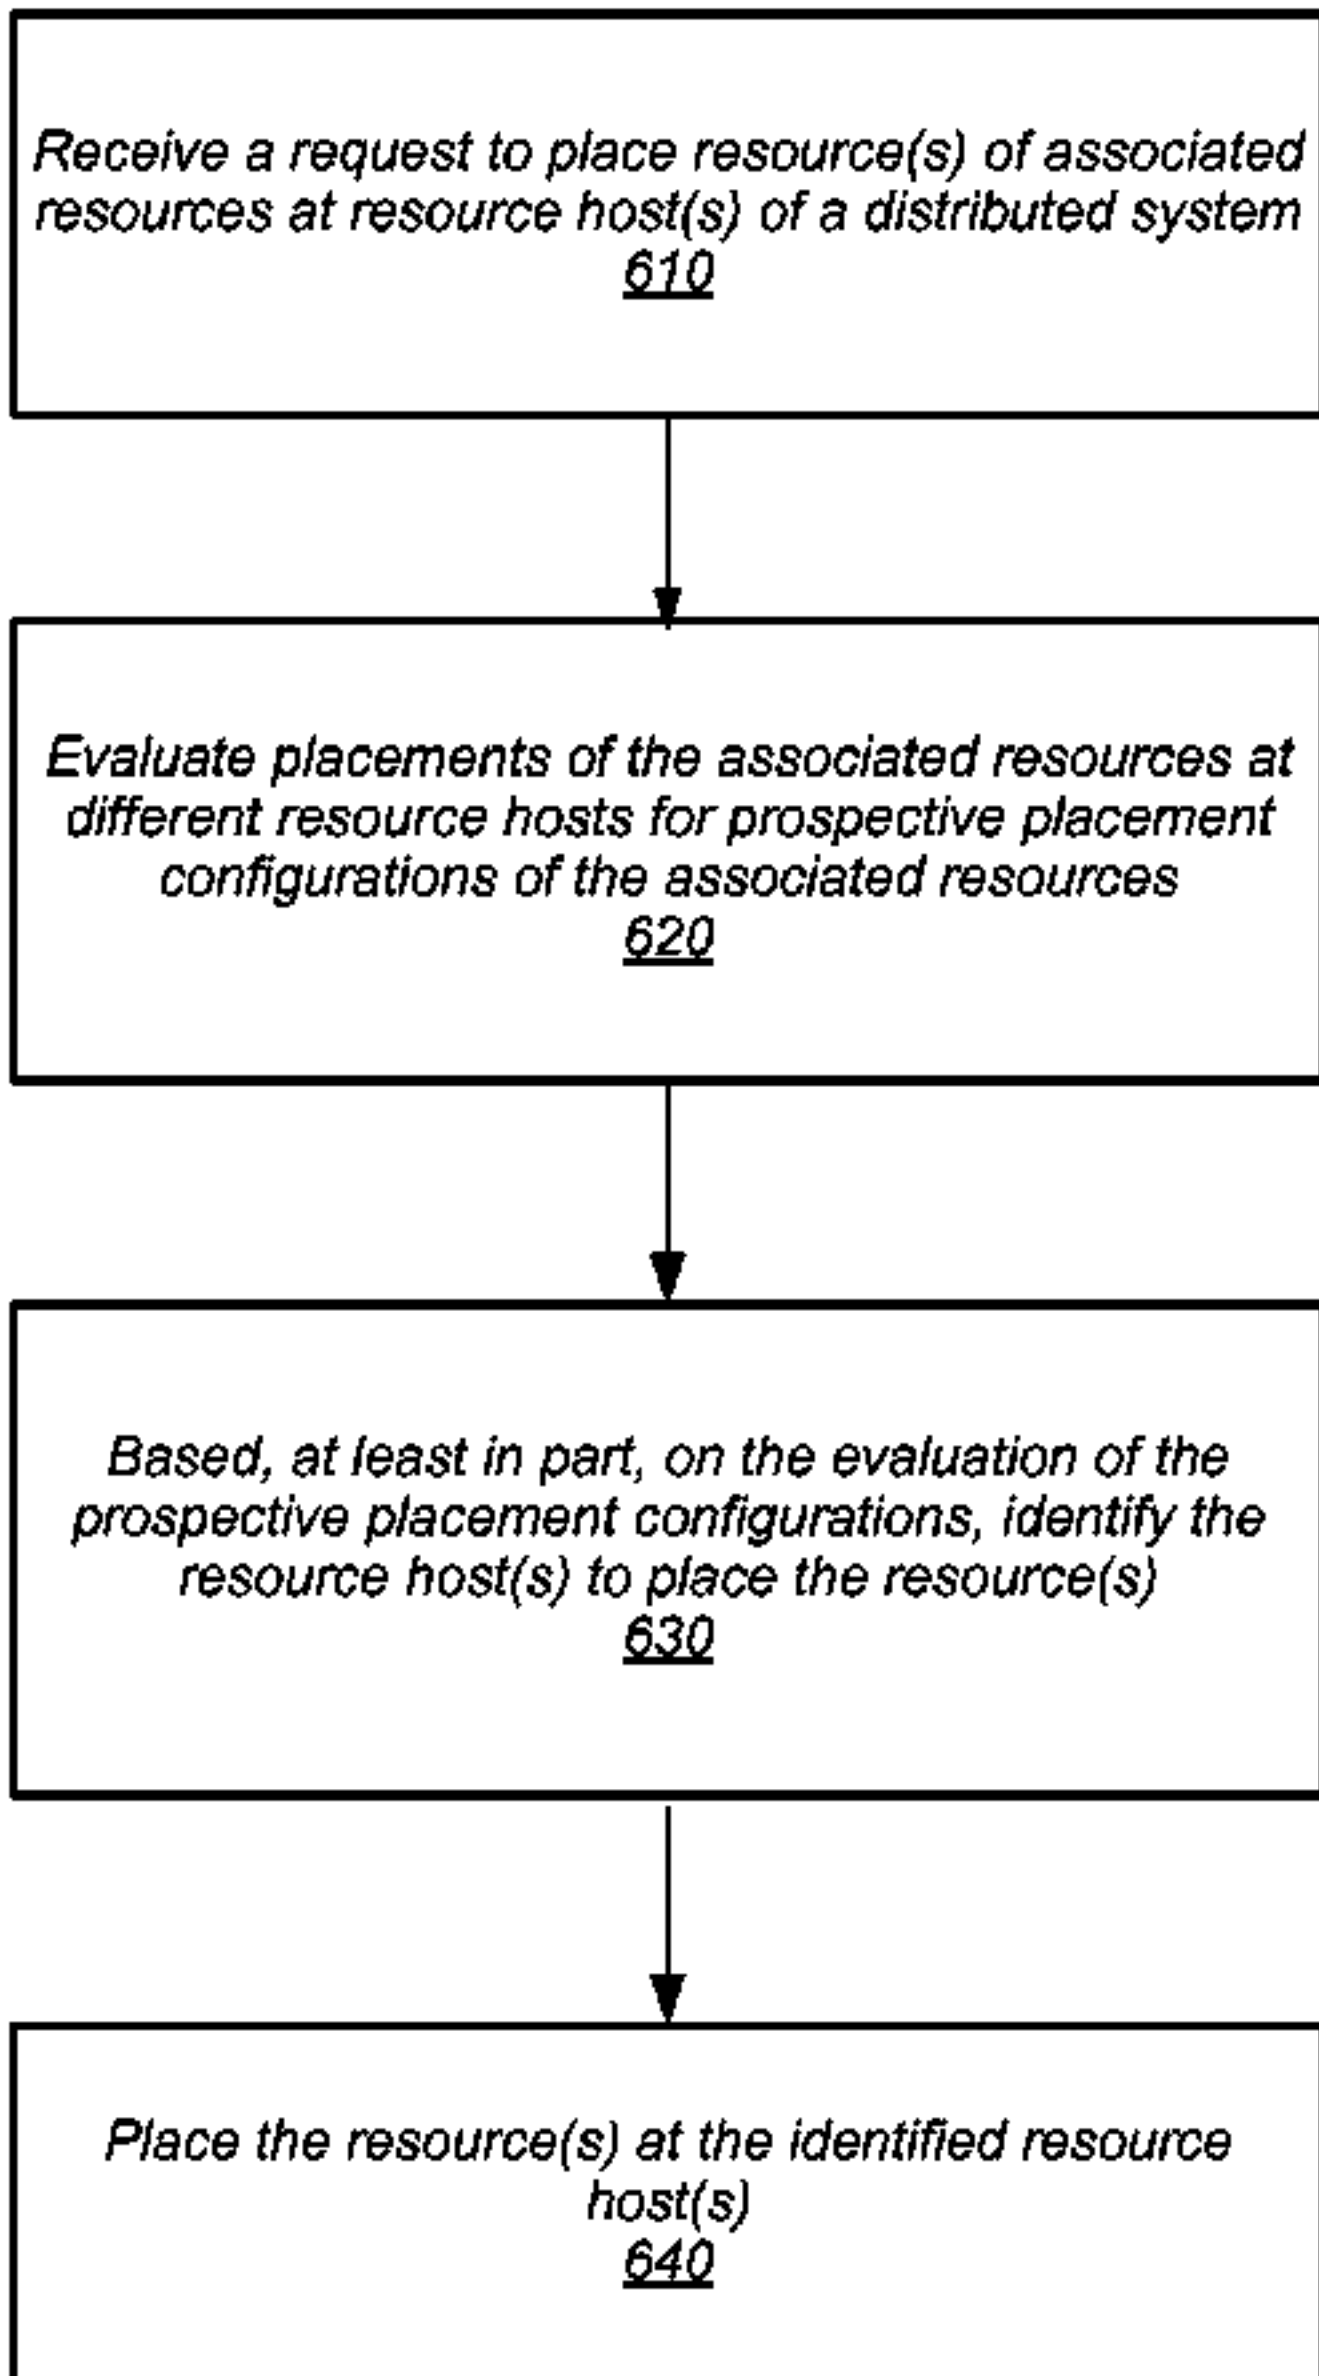 Receive a request to place resource(s) of associated
resources at resource host(s) of a distributed system
610
Evaluate placements of the associated resources at
different resource hosts for prospective placement
configurations of the associated resources
620
Based, at least in part, on the evaluation of the
prospective placement configurations, identify the
resource host(s) to place the resource(s)
630
Place the resource(s) at the identified resource
host(s)
640